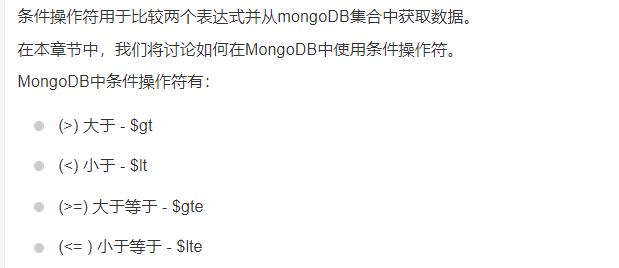 条件操作符用于比较两个表达式并从mongoDB集合中获取数据。
在本章节中，我们将讨论如何在MongoDB中使用条件操作符。
MongoDB中条件操作符有：
(>) 大于 - $gt
(<) 小于 - $lt
(>=) 大于等于 - $gte
(<= ) 小于等于 - $lte